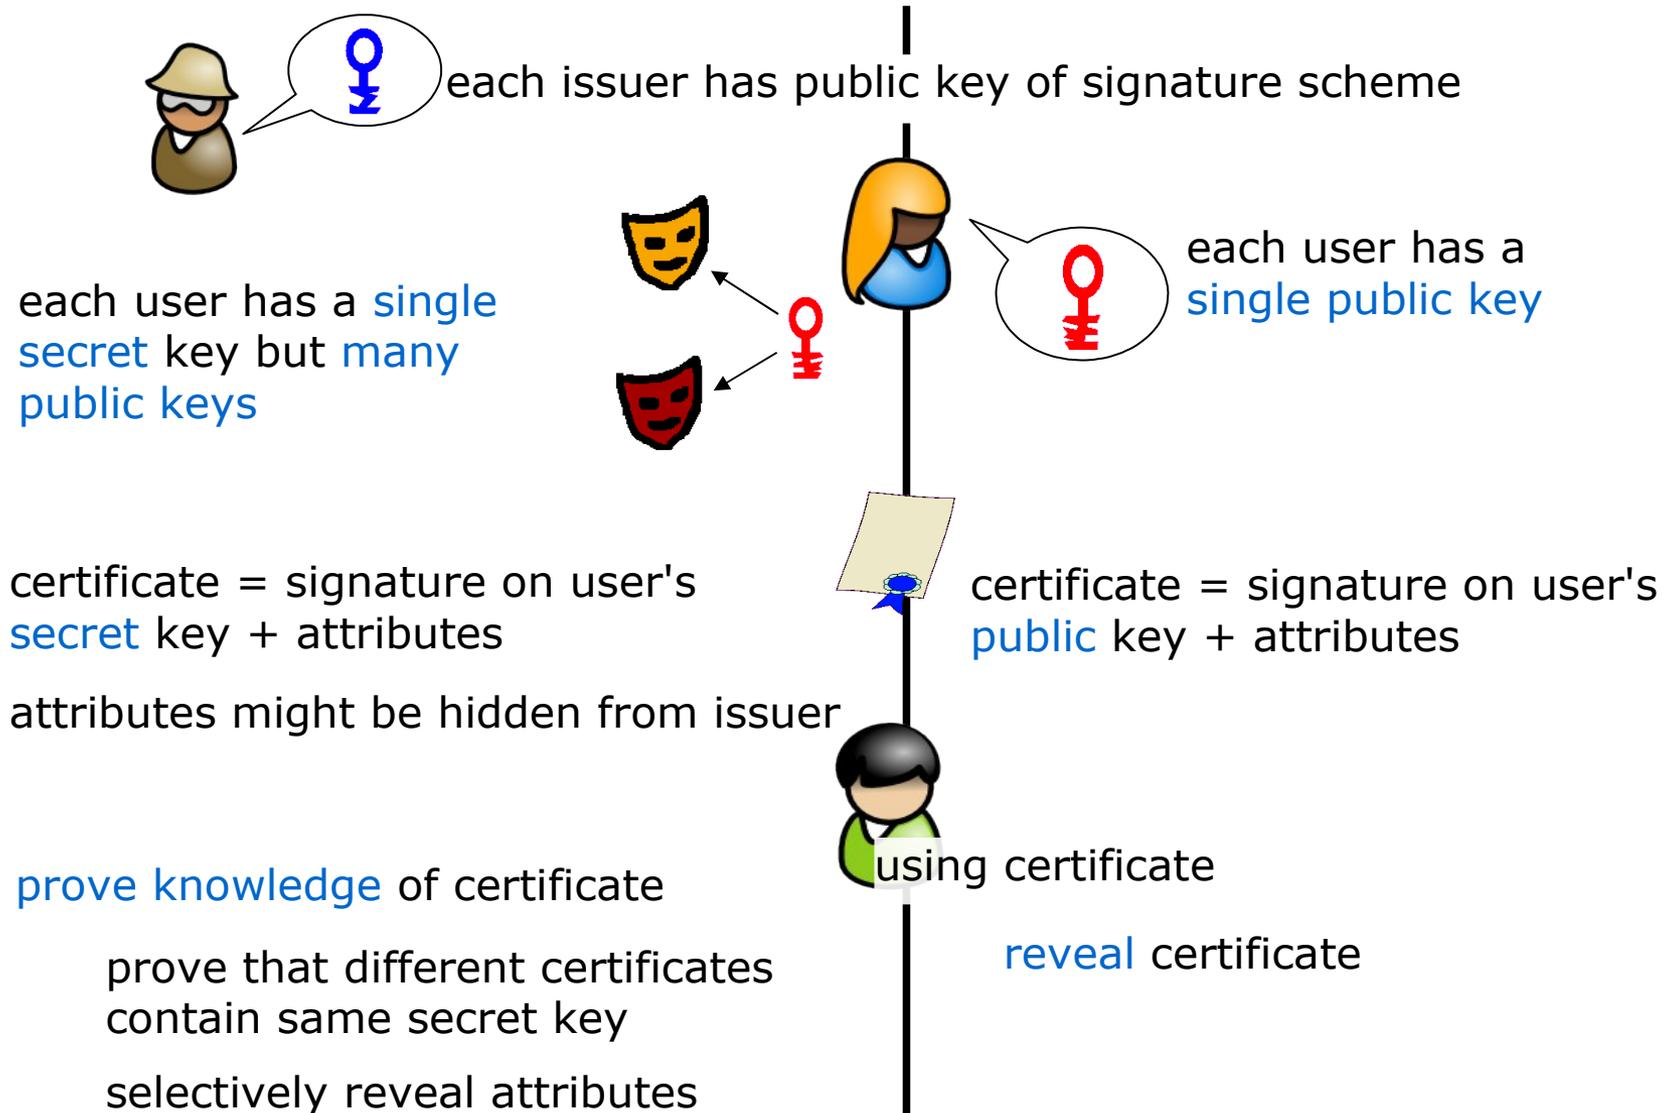 each issuer has public key of signature scheme
each user has a single
secret key but many
public keys
each user has a
single public key
certificate = signature on user's
secret key + attributes
attributes might be hidden from issuer
certificate = signature on user's
public key + attributes
using certificate
prove knowledge of certificate
prove that different certificates
contain same secret key
selectively reveal attributes
reveal certificate